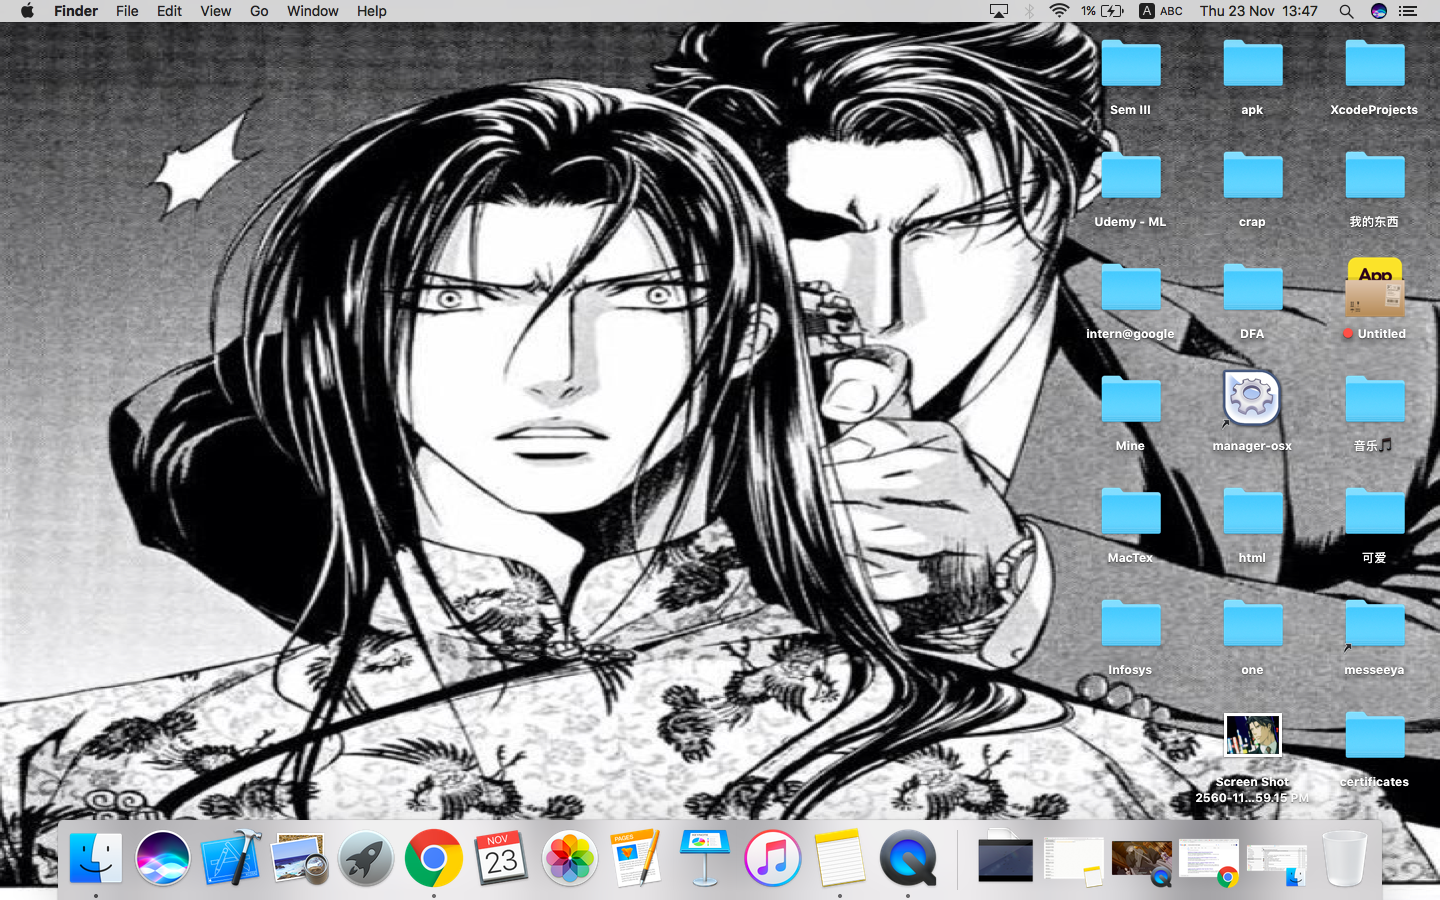 Finder File Edit View Go Window Help 1% A ABC Thu 23 Nov 13:47
Sem III apk XcodeProjects
Udemy - ML crap 我的东西
App
intern@google DFA Untitled
Mine manager-osx 音乐🎵
MacTex html 可爱
Infosys one messeeya
Screen Shot certificates
2560-11...59.15 PM
NOV
23
PAGES